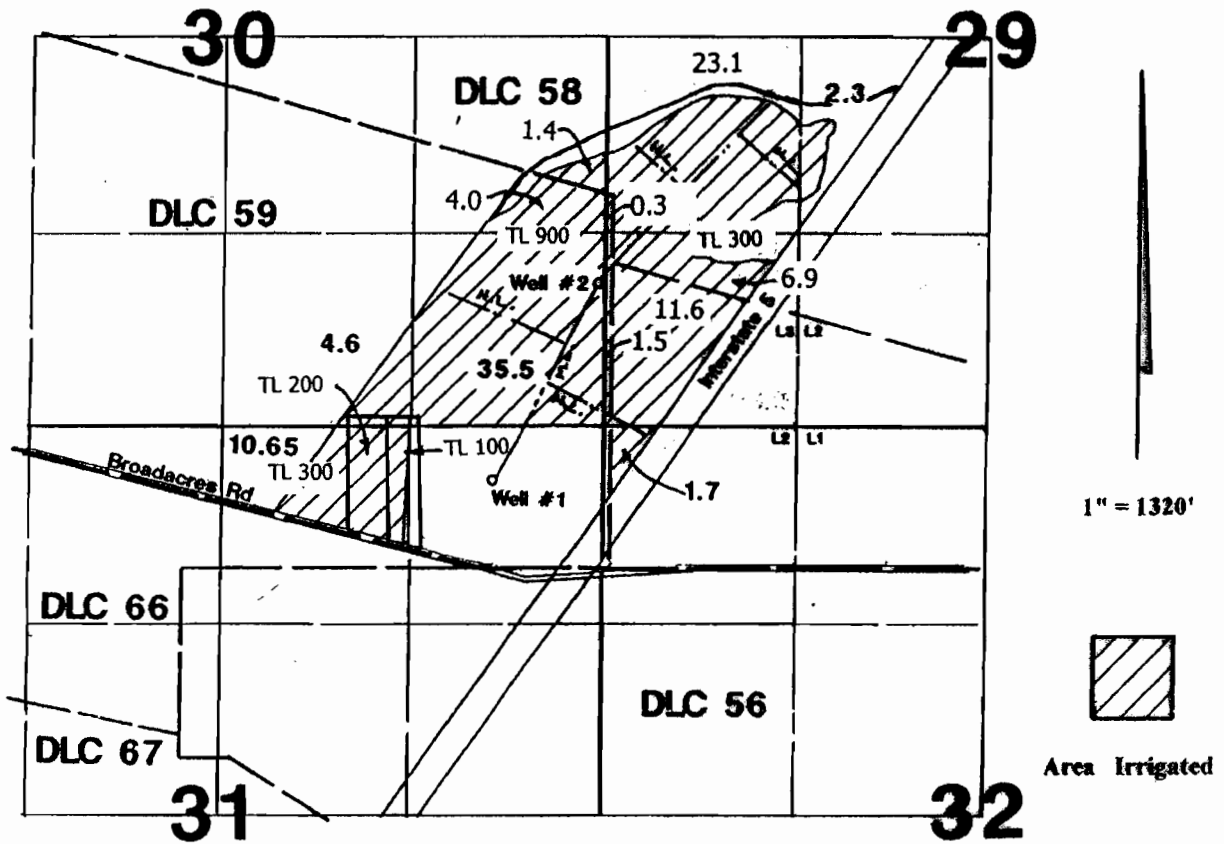 30
29
23.1
DLC 58
2.3
1.4
4.0
DLC 59
0.3
TL 900
TL 300
Well #2
6.9
11.6
Interstate 5
L3 L2
4.6
1.5
35.5
TL 200
M.L.
M.L.
L2 L1
10.65
TL 100
TL 300
Broadacres Rd
Well #1
1.7
1" = 1320'
DLC 66
DLC 56
DLC 67
Area Irrigated
31
32